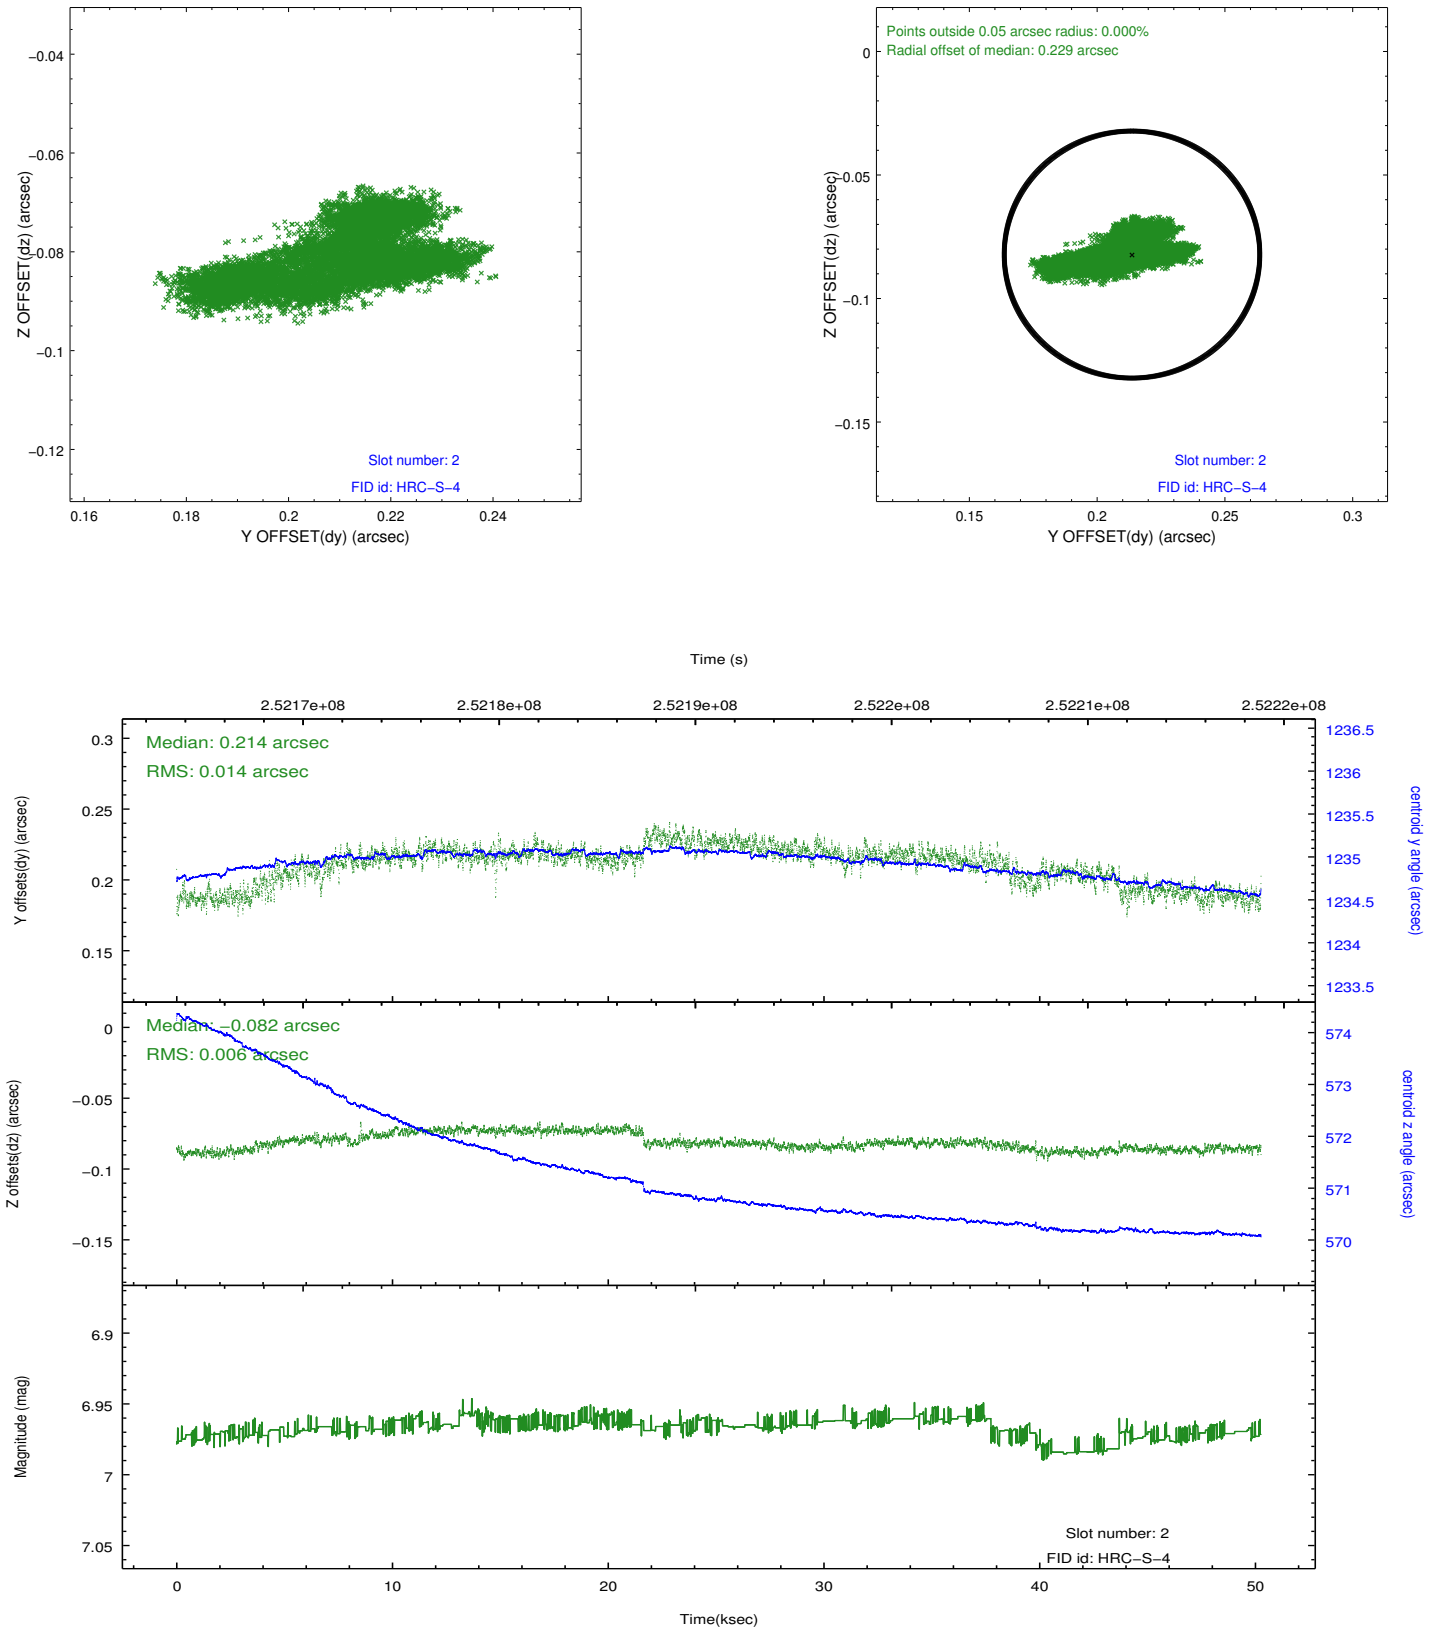 −0.04
−0.06
−0.08
−0.1
−0.12
Z OFFSET(dz) (arcsec)
Slot number: 2
FID id: HRC−S−4
0.16 0.18 0.2 0.22 0.24
Y OFFSET(dy) (arcsec)
Points outside 0.05 arcsec radius: 0.000%
Radial offset of median: 0.229 arcsec
0
−0.05
−0.1
−0.15
Z OFFSET(dz) (arcsec)
Slot number: 2
FID id: HRC−S−4
0.15 0.2 0.25 0.3
Y OFFSET(dy) (arcsec)
Time (s)
2.5217e+08 2.5218e+08 2.5219e+08 2.522e+08 2.5221e+08 2.5222e+08
Median: 0.214 arcsec
RMS: 0.014 arcsec
0.3
0.25
0.2
0.15
Y offsets(dy) (arcsec)
1236.5
1236
1235.5
1235
1234.5
1234
1233.5
centroid y angle (arcsec)
Median: −0.082 arcsec
RMS: 0.006 arcsec
0
−0.05
−0.1
−0.15
Z offsets(dz) (arcsec)
574
573
572
571
570
centroid z angle (arcsec)
6.9
6.95
7
7.05
Magnitude (mag)
Slot number: 2
FID id: HRC−S−4
0 10 20 30 40 50
Time(ksec)